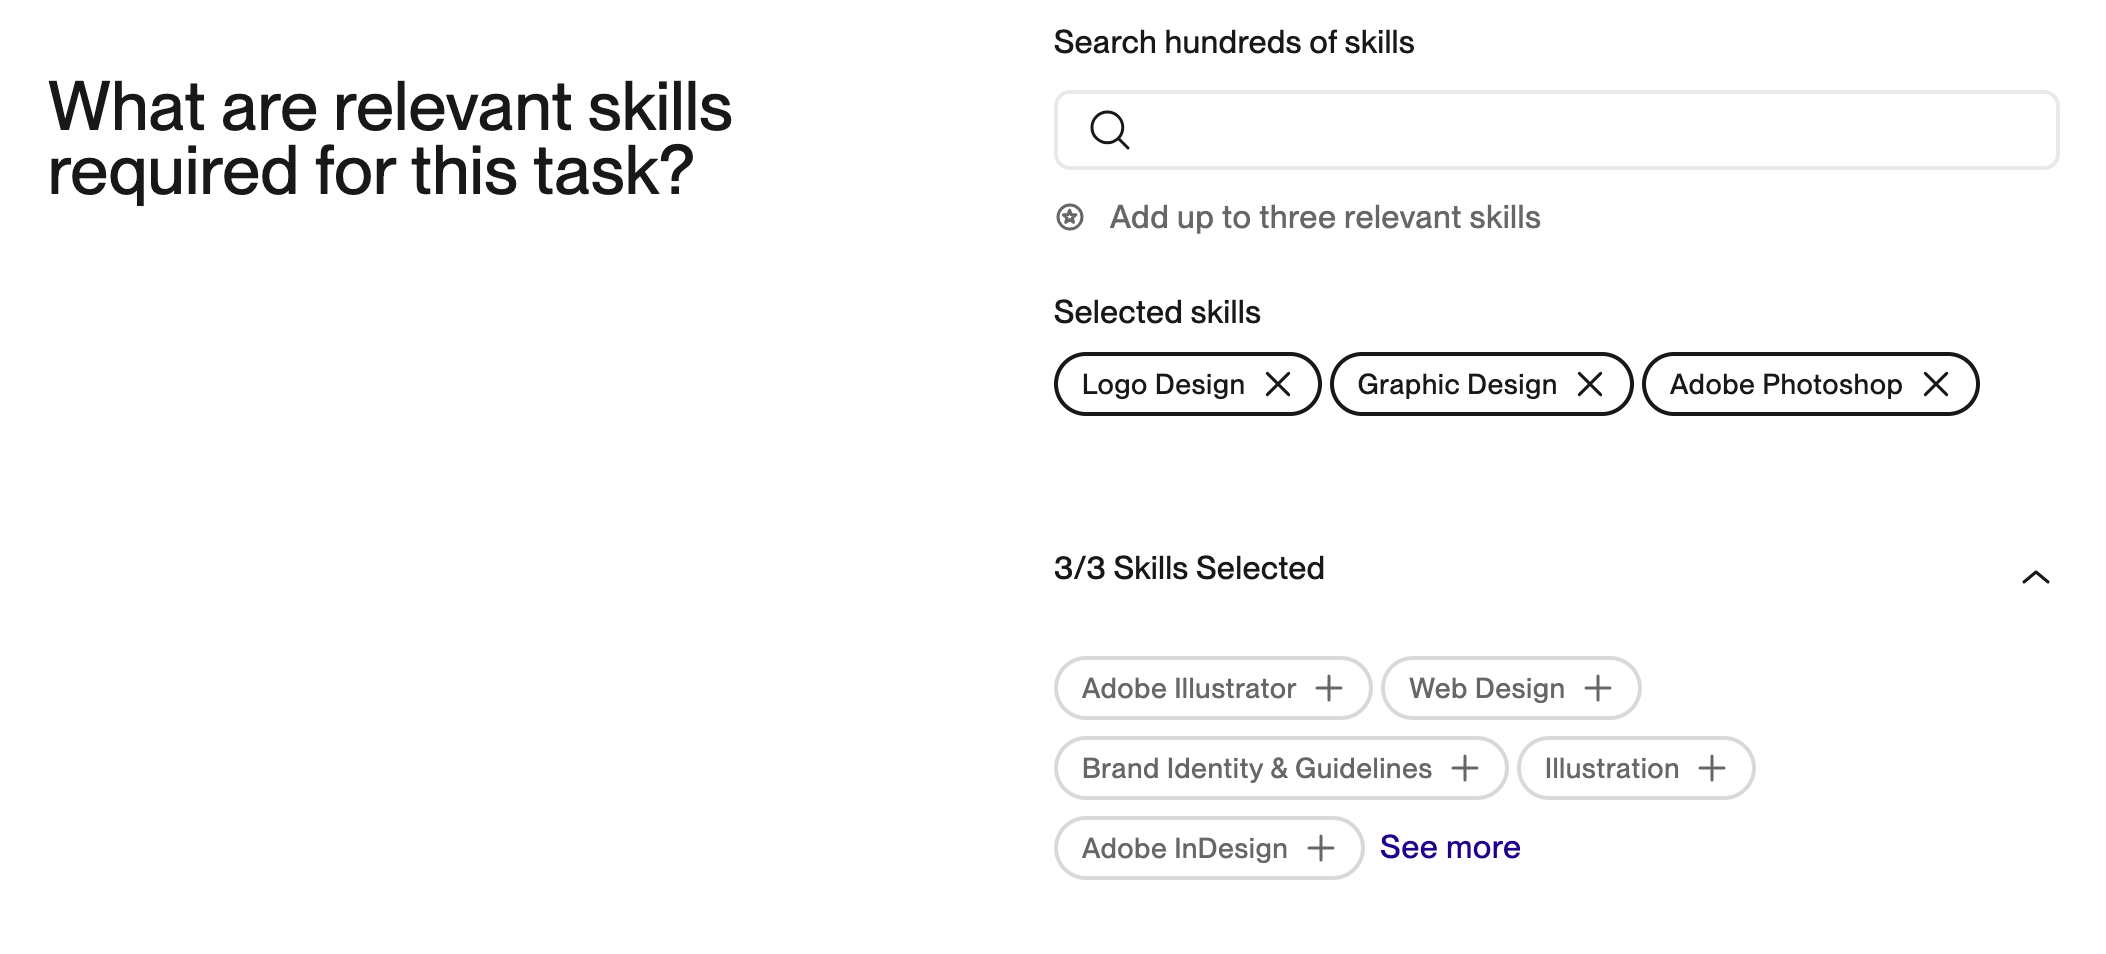 What are relevant skills
required for this task?
Search hundreds of skills
Add up to three relevant skills
Selected skills
Logo Design Graphic Design Adobe Photoshop
3/3 Skills Selected
Adobe Illustrator Web Design
Brand Identity & Guidelines Illustration
Adobe InDesign See more